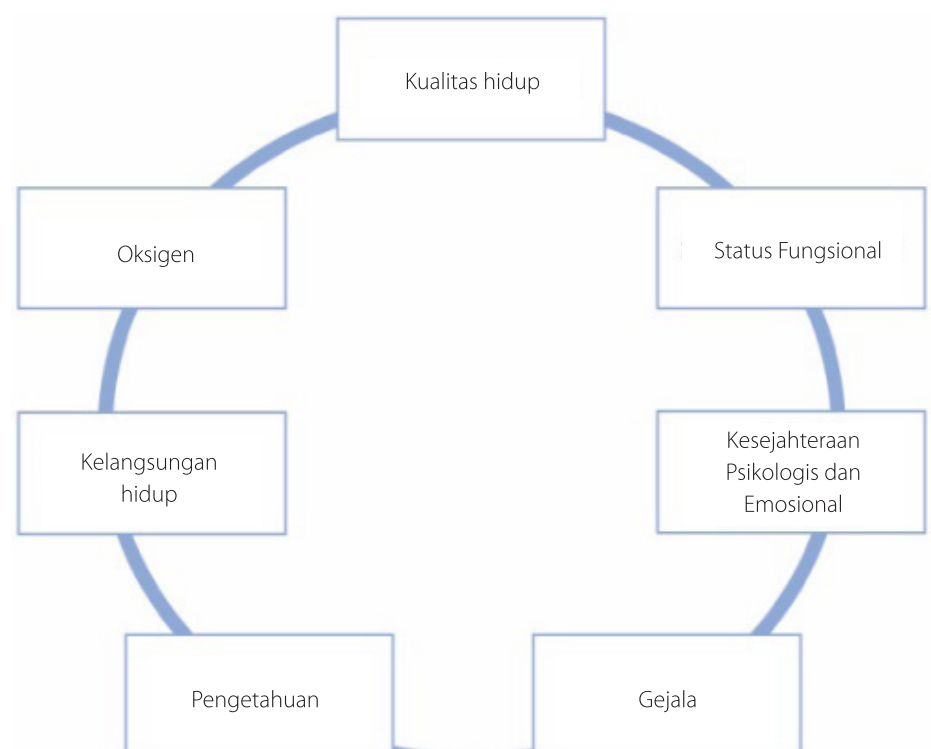 Kualitas hidup
Oksigen
Status Fungsional
Kelangsungan
hidup
Kesejahteraan
Psikologis dan
Emosional
Pengetahuan
Gejala